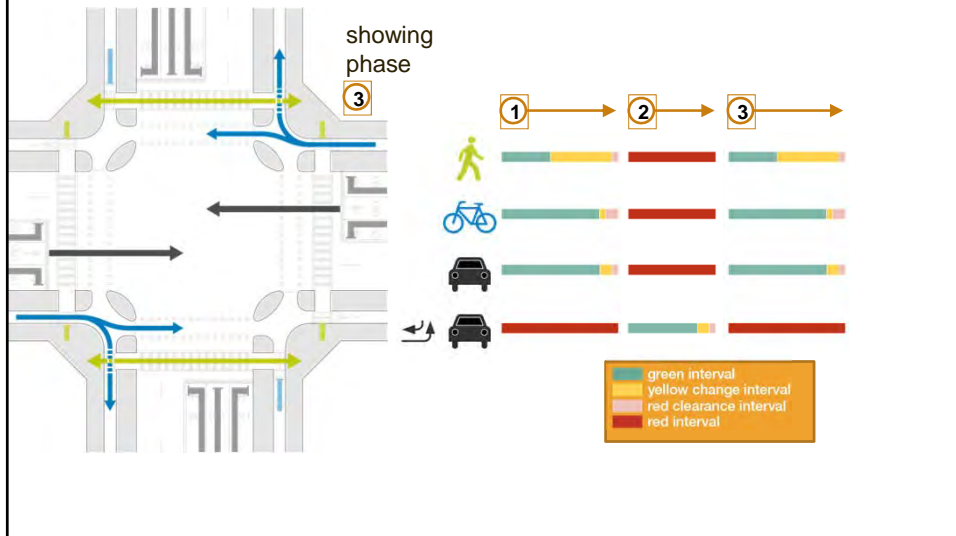 showing
phase
3
1 2 3
green interval
yellow change interval
red clearance interval
red interval